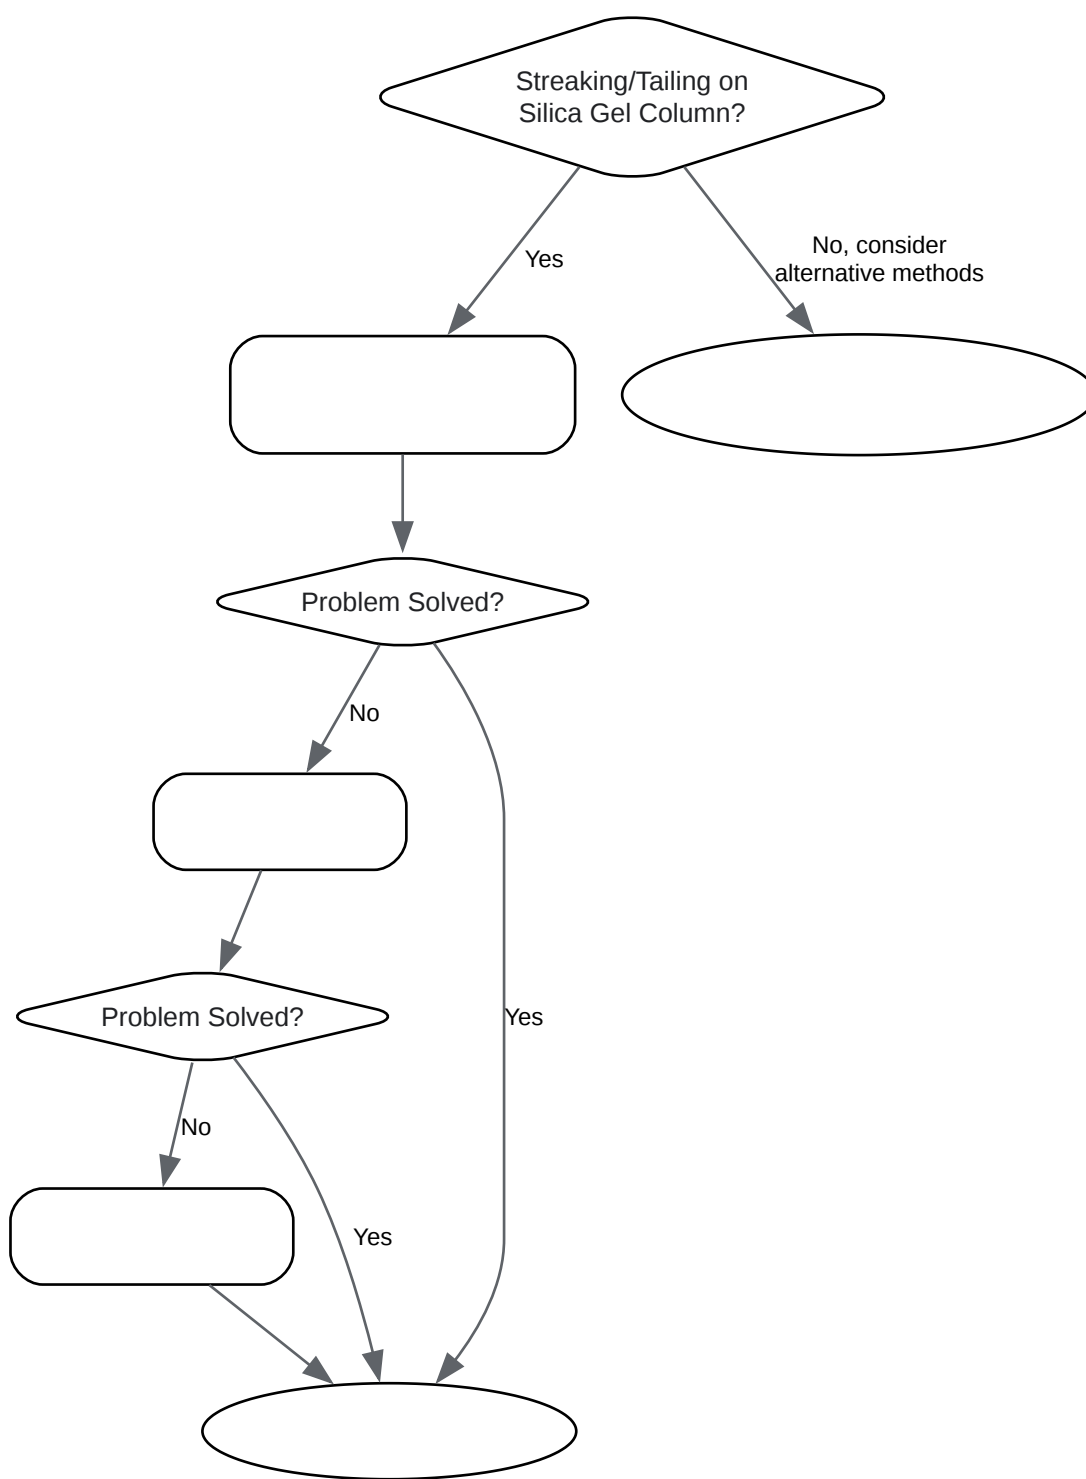 Streaking/Tailing on
Silica Gel Column?
Yes
No, consider
alternative methods
Problem Solved?
No
Problem Solved?
Yes
No
Yes